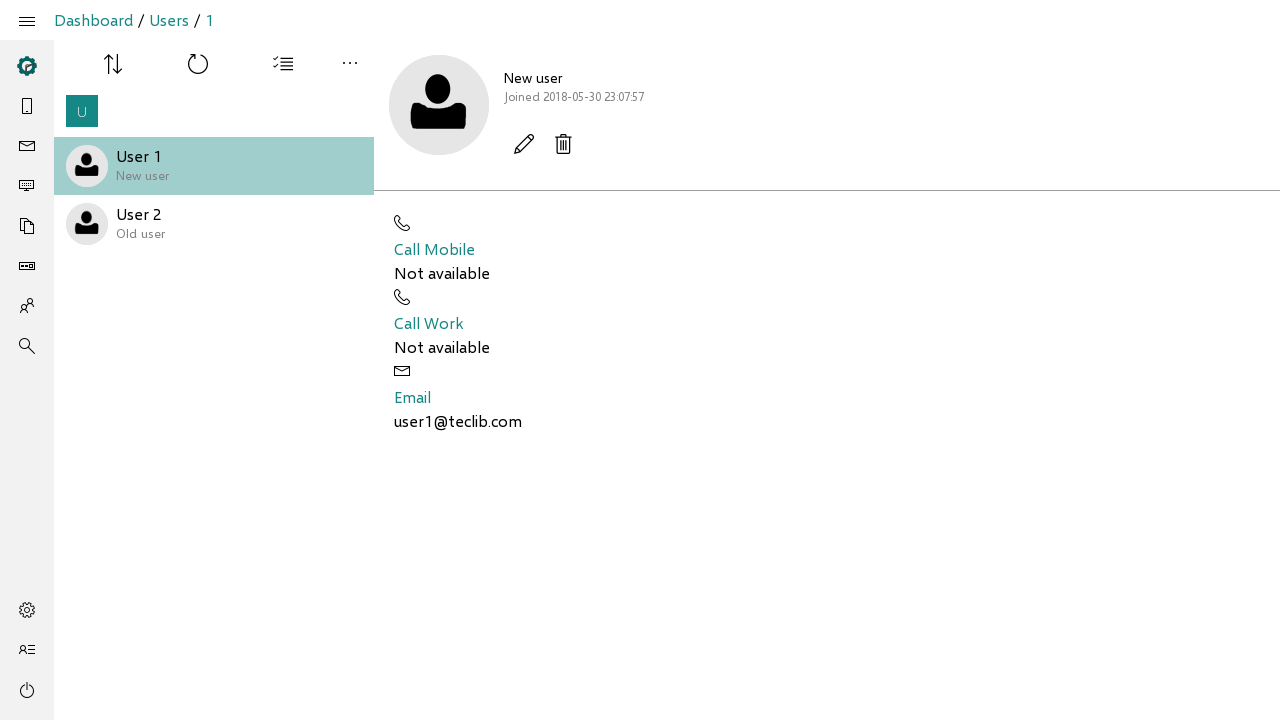 Dashboard / Users / 1
U
User 1
New user
User 2
Old user
New user
Joined 2018-05-30 23:07:57
Call Mobile
Not available
Call Work
Not available
Email
user1@teclib.com